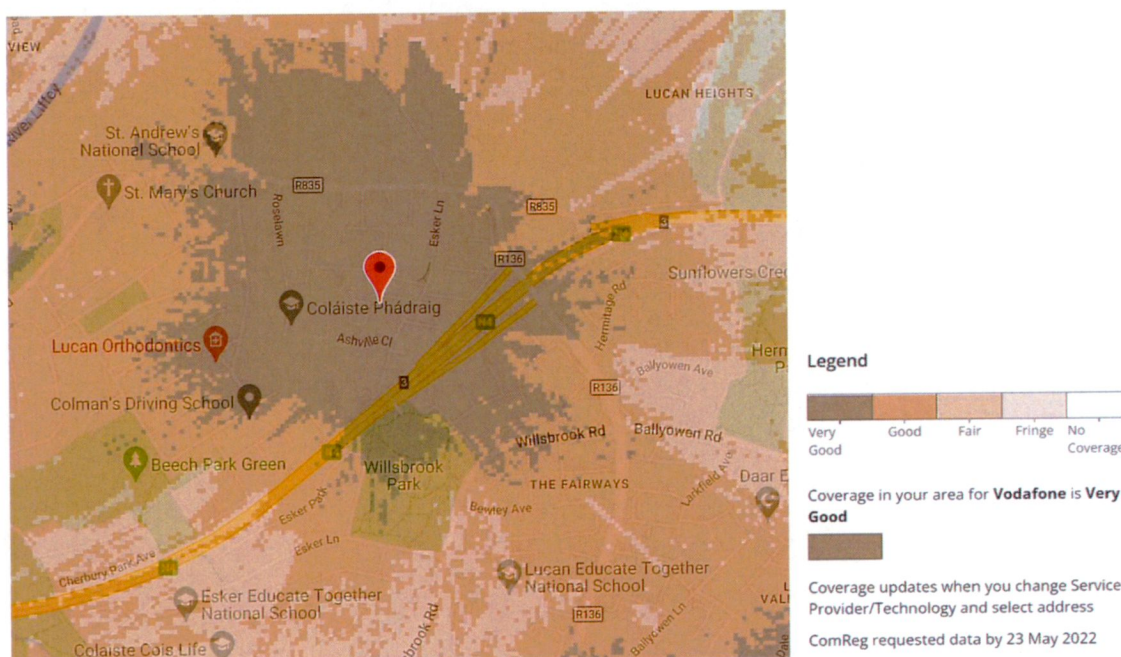 VIEW
River Liffey
LUCAN HEIGHTS
St. Andrew's
National School
St. Mary's Church
R835
Roselawn
Esker Ln
R835
3
R136
Sunflowers Cre
Coláiste Phádraig
N4
Hermitage Rd
Ashville Cl
Lucan Orthodontics
Herm
Ballyowen Ave
3
R136
Colman's Driving School
Willsbrook Rd
Ballyowen Rd
Beech Park Green
Willsbrook
Park
THE FAIRWAYS
Larkfield Ave
Daar E
Esker Park
Bewley Ave
Esker Ln
Cherbury Park Ave
Lucan Educate Together
National School
Esker Educate Together
National School
R136
Ballyowen Ln
VAL
Colaiste Cois Life
sbrook Rd
Legend
Very
Good
Good
Fair
Fringe
No
Coverage
Coverage in your area for Vodafone is Very
Good
Coverage updates when you change Service
Provider/Technology and select address
ComReg requested data by 23 May 2022